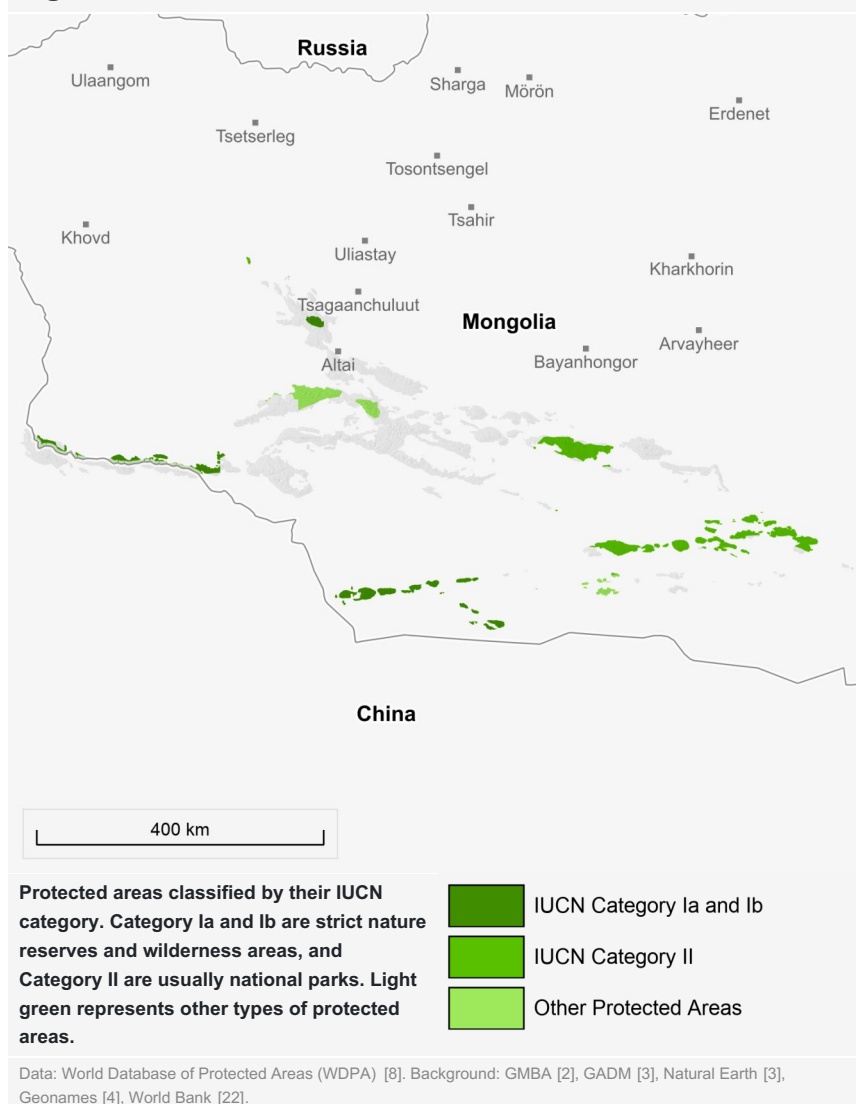 Russia
Ulaangom
Sharga
Mörön
Erdenet
Tsetserleg
Tosontsengel
Tsahir
Khovd
Uliastay
Kharkhorin
Tsagaanchuluut
Mongolia
Arvayheer
Altai
Bayanhongor
China
400 km
Protected areas classified by their IUCN
category. Category Ia and Ib are strict nature
reserves and wilderness areas, and
Category II are usually national parks. Light
green represents other types of protected
areas.
IUCN Category Ia and Ib
IUCN Category II
Other Protected Areas
Data: World Database of Protected Areas (WDPA) [8]. Background: GMBA [2], GADM [3], Natural Earth [3],
Geonames [4], World Bank [22].